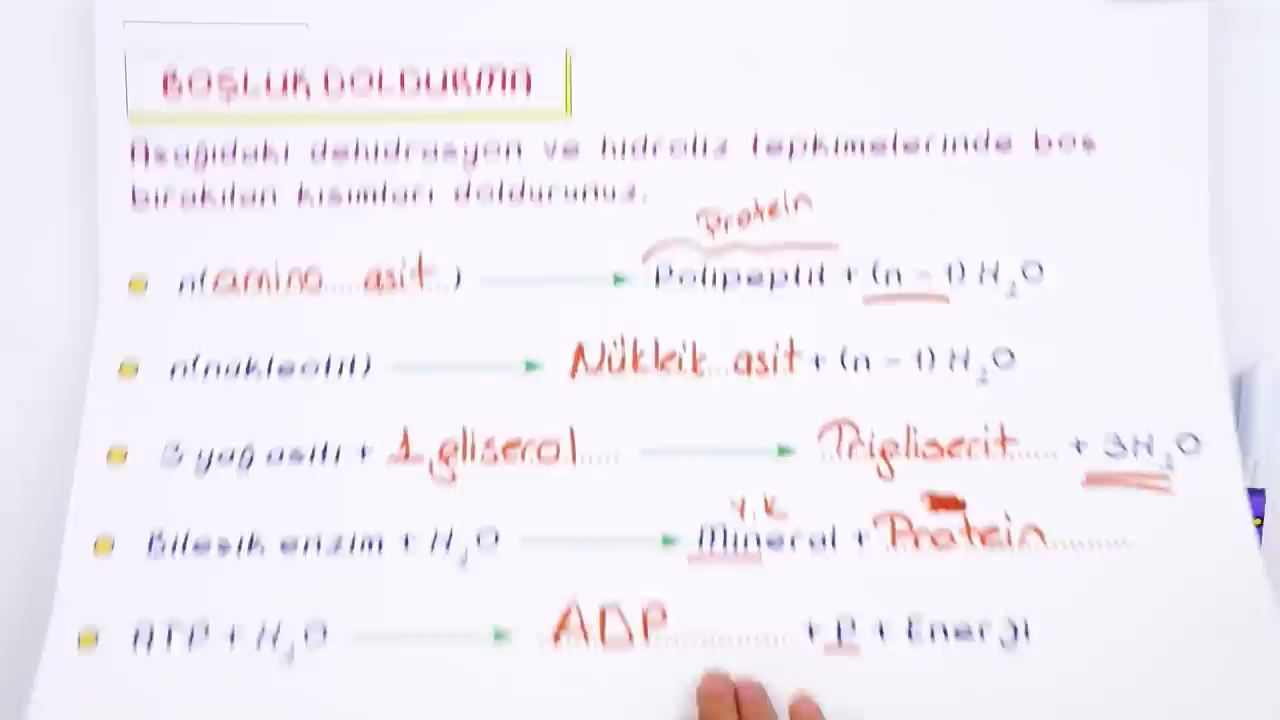 BOŞLUK DOLDURMA
Aşağıdaki dehidrasyon ve hidroliz tepkimelerinde boş
bırakılan kısımları doldurunuz.
Protein
n(amino asit) → Polipeptit + (n - 1) H₂O
n(nükleotit) → Nükleik asit + (n - 1) H₂O
3 yağ asiti + 1 gliserol → Trigliserit + 3H₂O
Y.K
Bileşik enzim + H₂O → Mineral + Protein
ATP + H₂O → ADP + P + Enerji